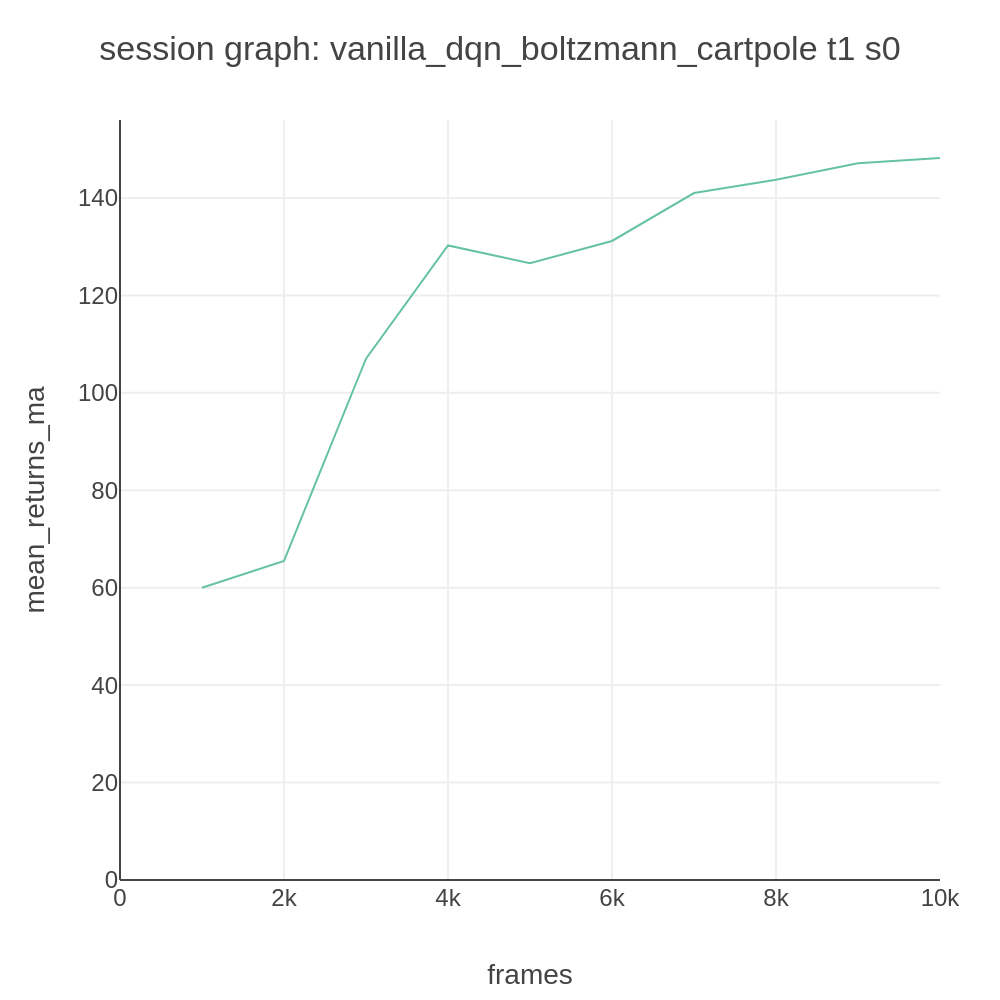 session graph: vanilla_dqn_boltzmann_cartpole t1 s0
mean_returns_ma
140
120
100
80
60
40
20
0
0 2k 4k 6k 8k 10k
frames